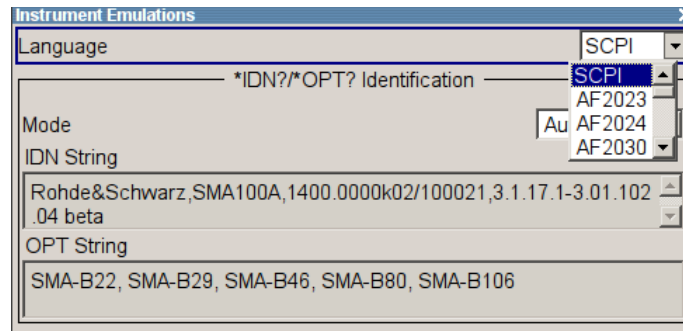 Instrument Emulations
Language SCPI
SCPI
*IDN?/*OPT? Identification
AF2023
Mode Au AF2024
AF2030
IDN String
Rohde&Schwarz,SMA100A,1400.0000k02/100021,3.1.17.1-3.01.102
.04 beta
OPT String
SMA-B22, SMA-B29, SMA-B46, SMA-B80, SMA-B106